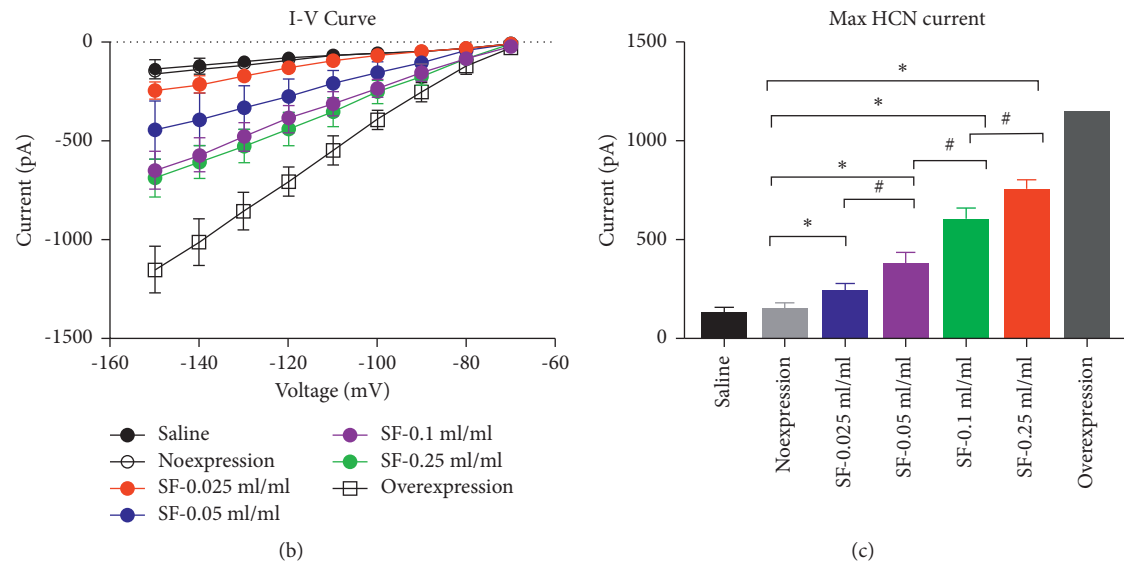 I-V Curve
0
-500
-1000
-1500
Current (pA)
-160
-140
-120
-100
-80
-60
Voltage (mV)
Saline
Noexpression
SF-0.025 ml/ml
SF-0.05 ml/ml
SF-0.1 ml/ml
SF-0.25 ml/ml
Overexpression
(b)
Max HCN current
1500
1000
500
0
Current (pA)
*
*
#
#
*
#
*
Saline
Noexpression
SF-0.025 ml/ml
SF-0.05 ml/ml
SF-0.1 ml/ml
SF-0.25 ml/ml
Overexpression
(c)